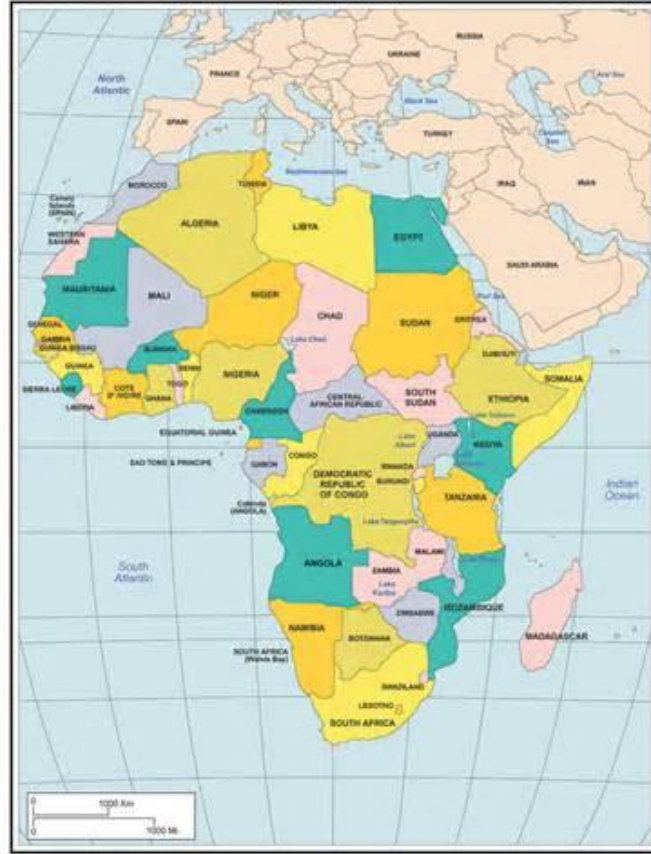 RUSSIA
UKRAINE
FRANCE
North
Atlantic
Aral Sea
Black Sea
Caspian
Sea
SPAIN
TURKEY
Mediterranean Sea
TUNISIA
MOROCCO
IRAQ
IRAN
Canary
Islands
(SPAIN)
ALGERIA
LIBYA
EGYPT
WESTERN
SAHARA
SAUDI ARABIA
MAURITANIA
MALI
NIGER
CHAD
SUDAN
Red Sea
ERITREA
SENEGAL
GAMBIA
GUINEA BISSAU
Lake Chad
DJIBOUTI
GUINEA
BURKINA
BENIN
NIGERIA
SOMALIA
SIERRA LEONE
COTE
D' IVOIRE
TOGO
GHANA
LIBERIA
CENTRAL
AFRICAN REPUBLIC
SOUTH
SUDAN
ETHIOPIA
CAMEROON
EQUATORIAL GUINEA
Lake
Albert
UGANDA
KENYA
SAO TONE & PRINCIPE
GABON
CONGO
DEMOCRATIC
REPUBLIC
OF CONGO
RWANDA
BURUNDI
Indian
Ocean
Cabinda
(ANGOLA)
TANZANIA
Lake Tanganyika
South
Atlantic
ANGOLA
MALAWI
ZAMBIA
Lake
Kariba
ZIMBABWE
MOZAMBIQUE
NAMIBIA
BOTSWANA
MADAGASCAR
SOUTH AFRICA
(Walvis Bay)
SWAZILAND
LESOTHO
SOUTH AFRICA
0 1000 Km
0 1000 Mi